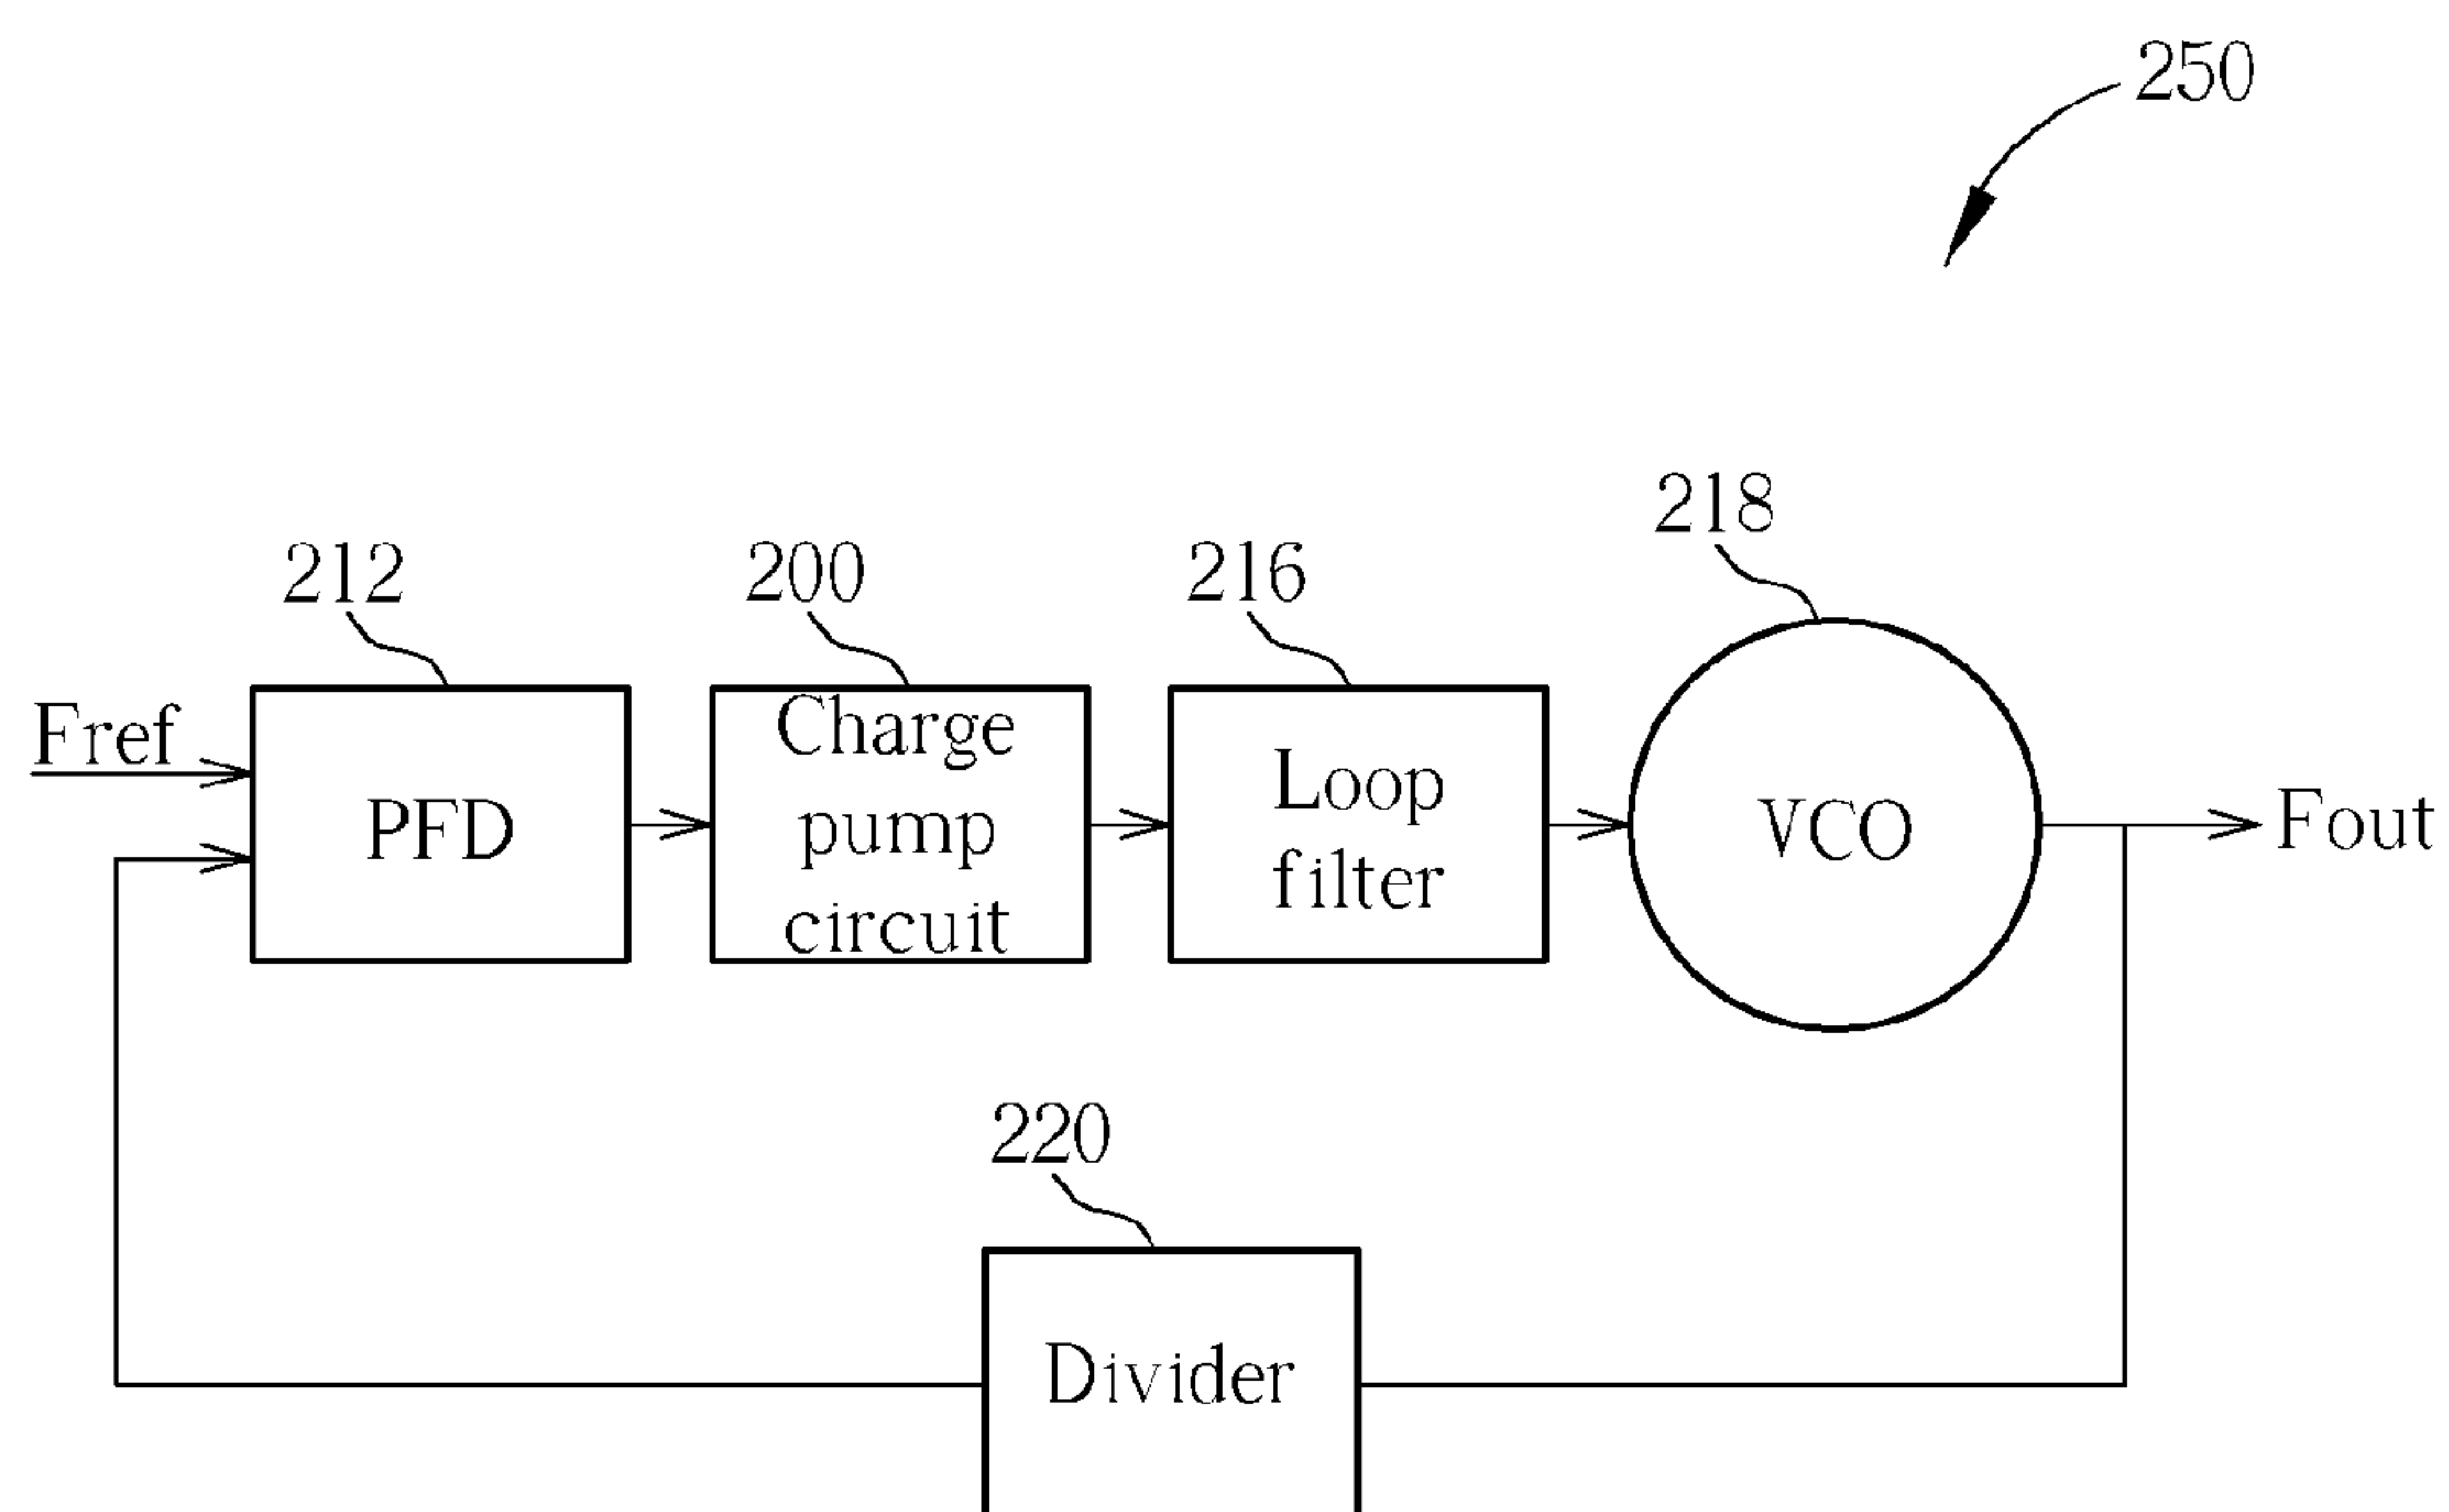 250
218
212
200
216
Fref
PFD
Charge
pump
circuit
Loop
filter
VCO
Fout
220
Divider